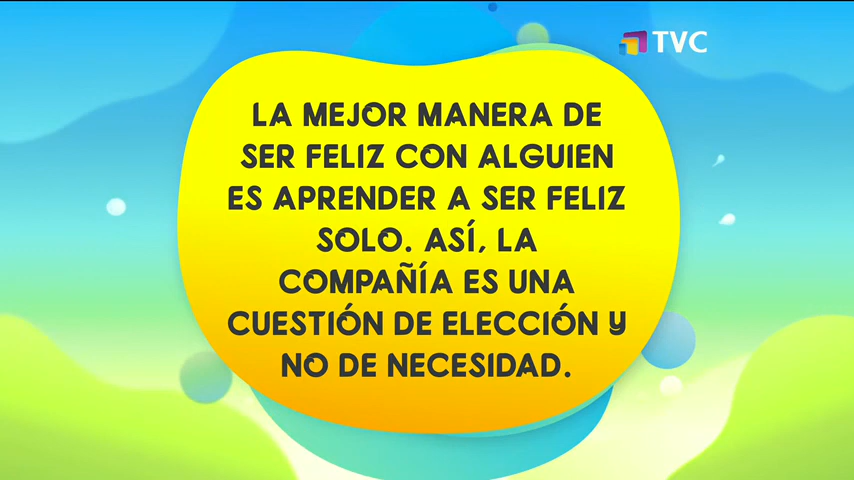 TVC
LA MEJOR MANERA DE
SER FELIZ CON ALGUIEN
ES APRENDER A SER FELIZ
SOLO. ASÍ, LA
COMPAÑÍA ES UNA
CUESTIÓN DE ELECCIÓN Y
NO DE NECESIDAD.